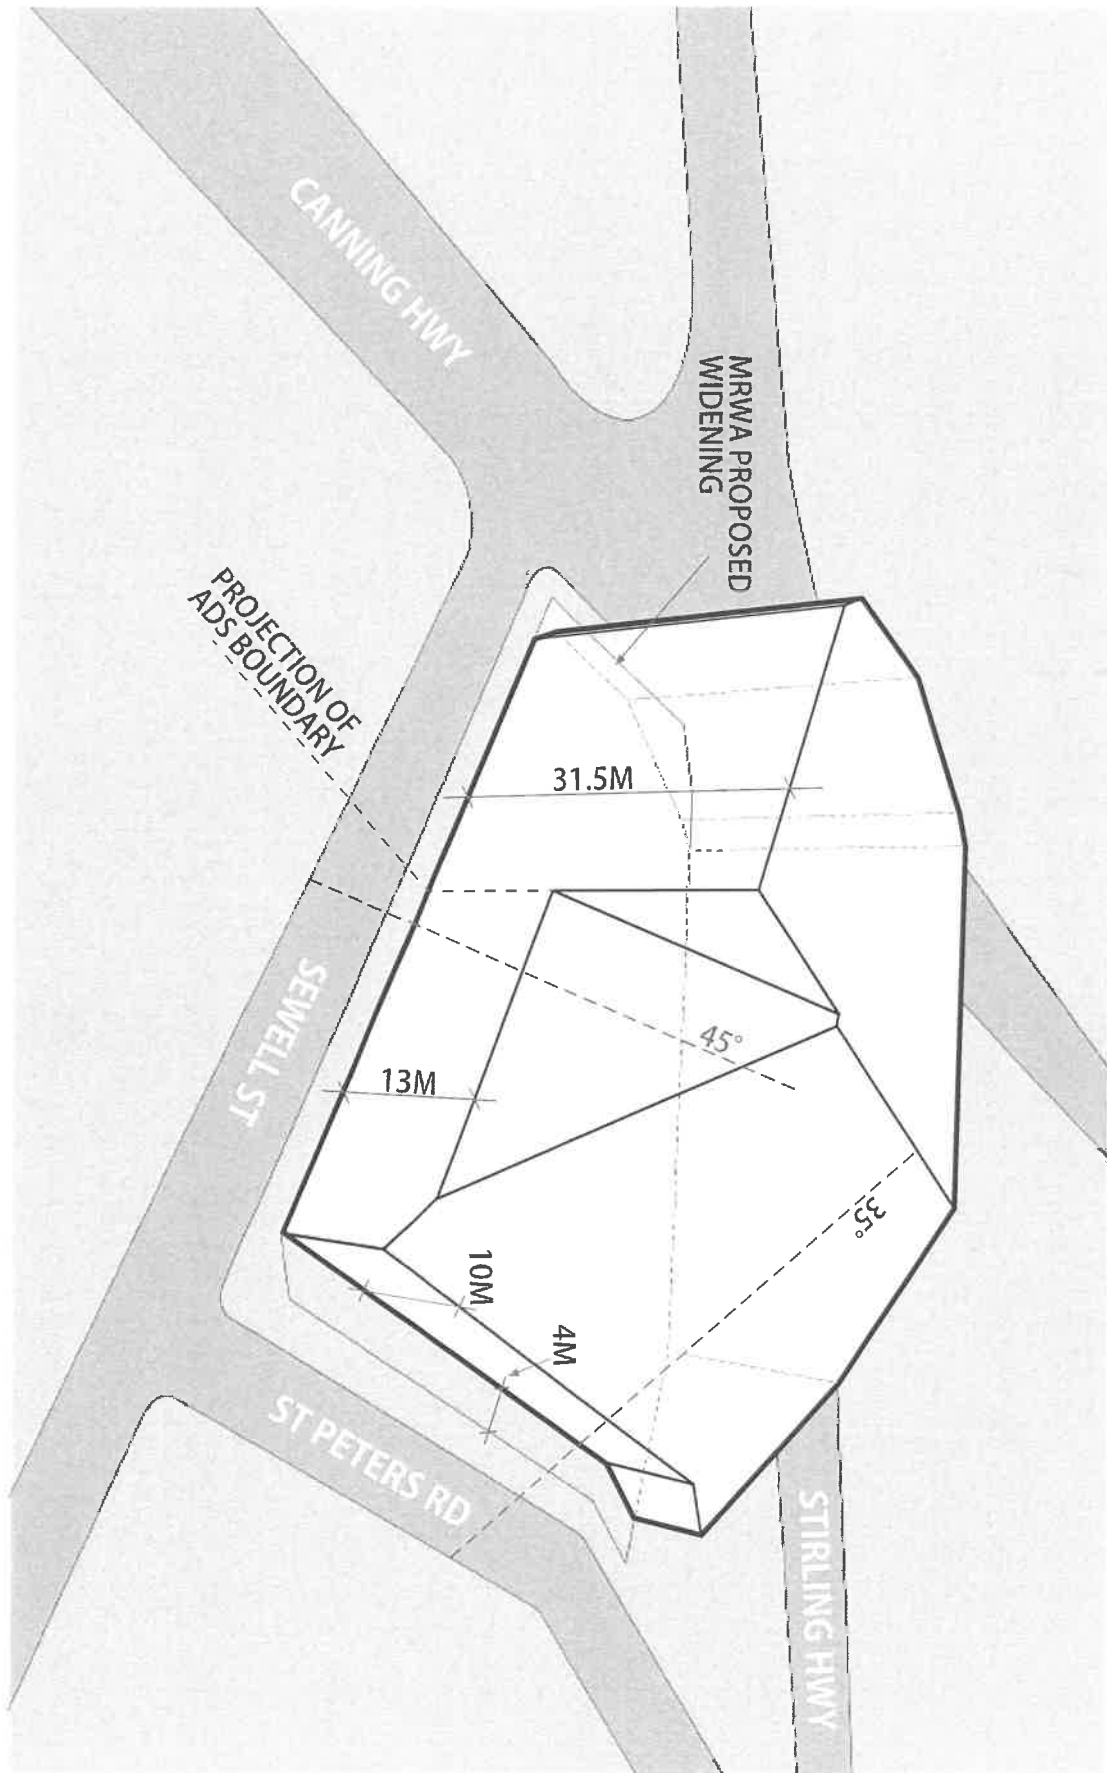 CANNING HWY
MRWA PROPOSED
WIDENING
PROJECTION OF
ADS BOUNDARY
31.5M
45°
13M
SEWELL ST
35°
10M
4M
ST PETERS RD
STIRLING HWY